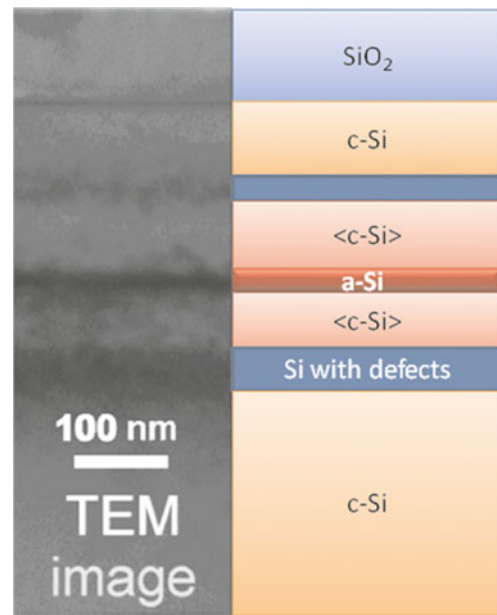 SiO₂
c-Si
<c-Si>
a-Si
<c-Si>
Si with defects
100 nm
c-Si
TEM
image